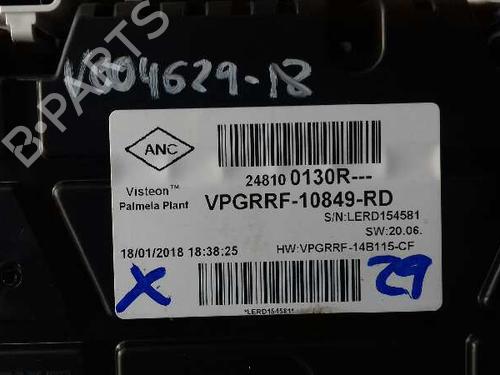 VB04629-18
B-PARTS
ANC
24810 0130R---
Visteon™
Palmela Plant
VPGRRF-10849-RD
S/N:LERD154581
SW:20.06.
18/01/2018 18:38:25
HW:VPGRRF-14B115-CF
X
29
*LERD154581*